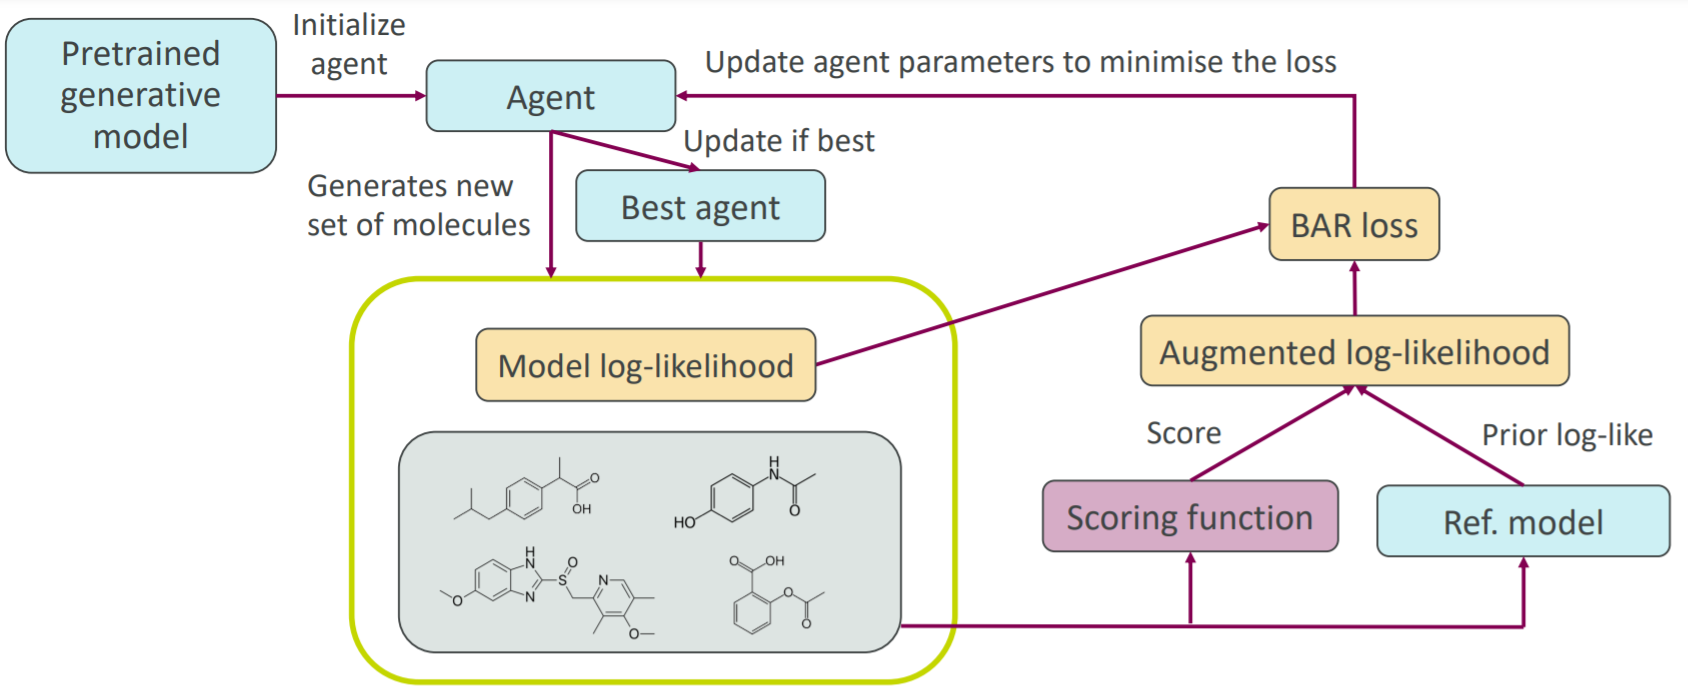 Pretrained
generative
model
Initialize
agent
Agent
Update agent parameters to minimise the loss
Update if best
Generates new
set of molecules
Best agent
BAR loss
Model log-likelihood
Augmented log-likelihood
Score
Prior log-like
Scoring function
Ref. model
O
OH
H
N
O
HO
H
N
N
S
O
N
O
O
O
OH
O
O